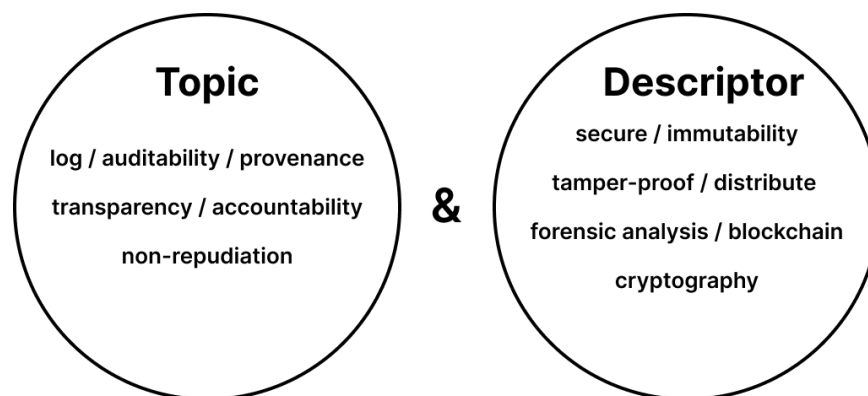 Topic
log / auditability / provenance
transparency / accountability
non-repudiation
&
Descriptor
secure / immutability
tamper-proof / distribute
forensic analysis / blockchain
cryptography